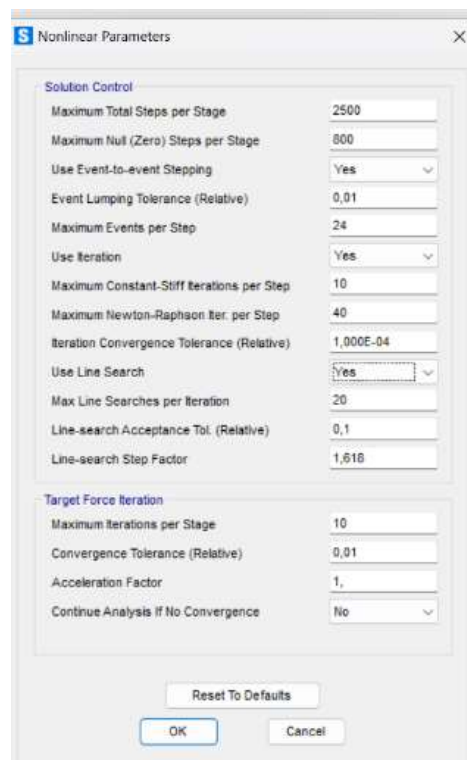 S Nonlinear Parameters
Solution Control
Maximum Total Steps per Stage 2500
Maximum Null (Zero) Steps per Stage 800
Use Event-to-event Stepping Yes
Event Lumping Tolerance (Relative) 0,01
Maximum Events per Step 24
Use Iteration Yes
Maximum Constant-Stiff Iterations per Step 10
Maximum Newton-Raphson Iter. per Step 40
Iteration Convergence Tolerance (Relative) 1,000E-04
Use Line Search Yes
Max Line Searches per Iteration 20
Line-search Acceptance Tol. (Relative) 0,1
Line-search Step Factor 1,618
Target Force Iteration
Maximum Iterations per Stage 10
Convergence Tolerance (Relative) 0,01
Acceleration Factor 1,
Continue Analysis If No Convergence No
Reset To Defaults
OK Cancel